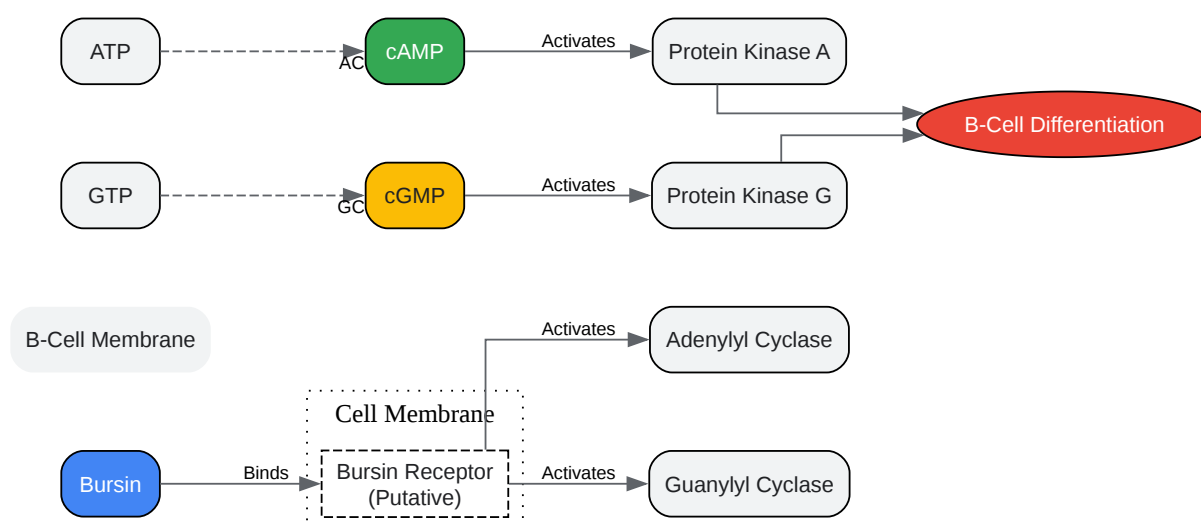 ATP
AC
cAMP
Activates
Protein Kinase A
B-Cell Differentiation
GTP
GC
cGMP
Activates
Protein Kinase G
B-Cell Membrane
Activates
Adenylyl Cyclase
Cell Membrane
Bursin
Binds
Bursin Receptor
(Putative)
Activates
Guanylyl Cyclase